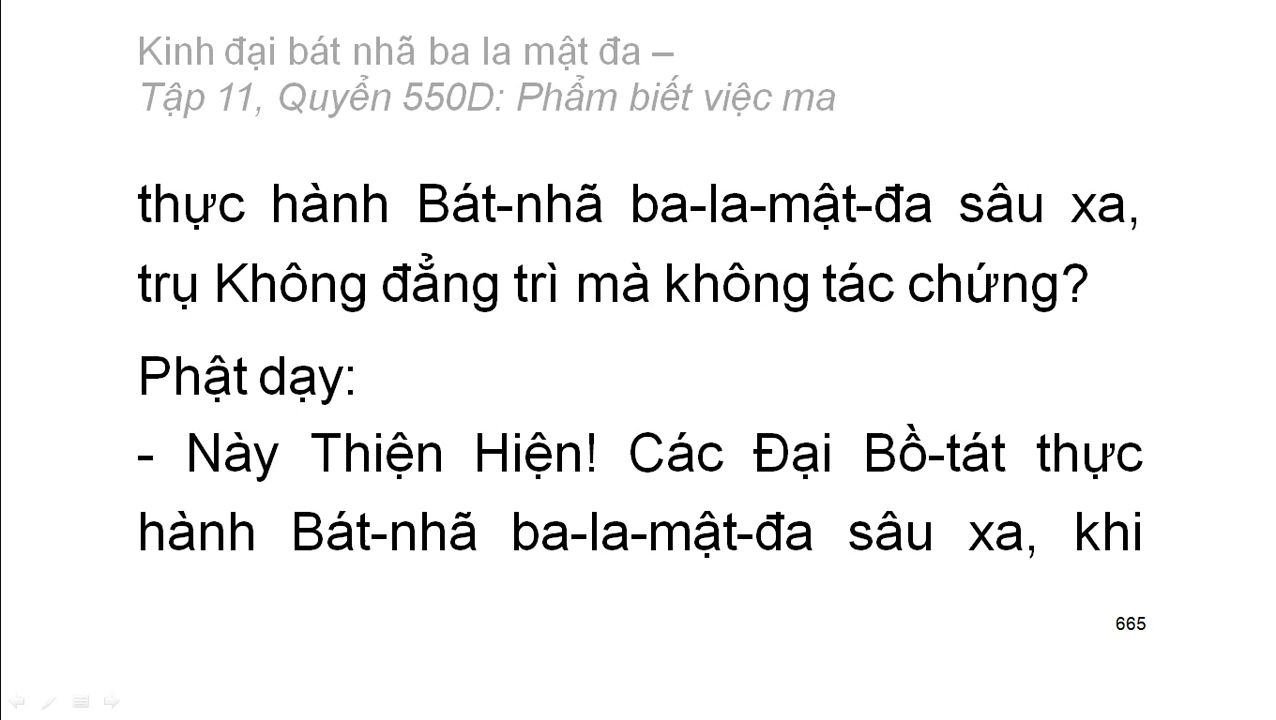 Kinh đại bát nhã ba la mật đa –
Tập 11, Quyển 550D: Phẩm biết việc ma
thực hành Bát-nhã ba-la-mật-đa sâu xa,
trụ Không đẳng trì mà không tác chứng?
Phật dạy:
- Này Thiện Hiện! Các Đại Bồ-tát thực
hành Bát-nhã ba-la-mật-đa sâu xa, khi
665